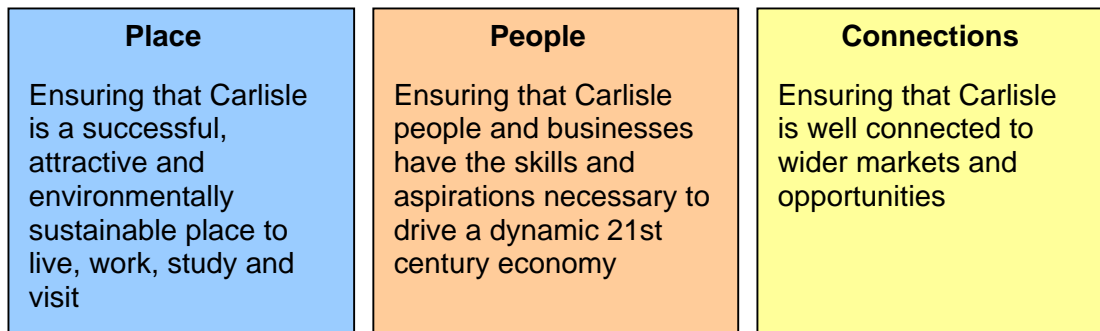 Place
Ensuring that Carlisle
is a successful,
attractive and
environmentally
sustainable place to
live, work, study and
visit
People
Ensuring that Carlisle
people and businesses
have the skills and
aspirations necessary to
drive a dynamic 21st
century economy
Connections
Ensuring that Carlisle
is well connected to
wider markets and
opportunities